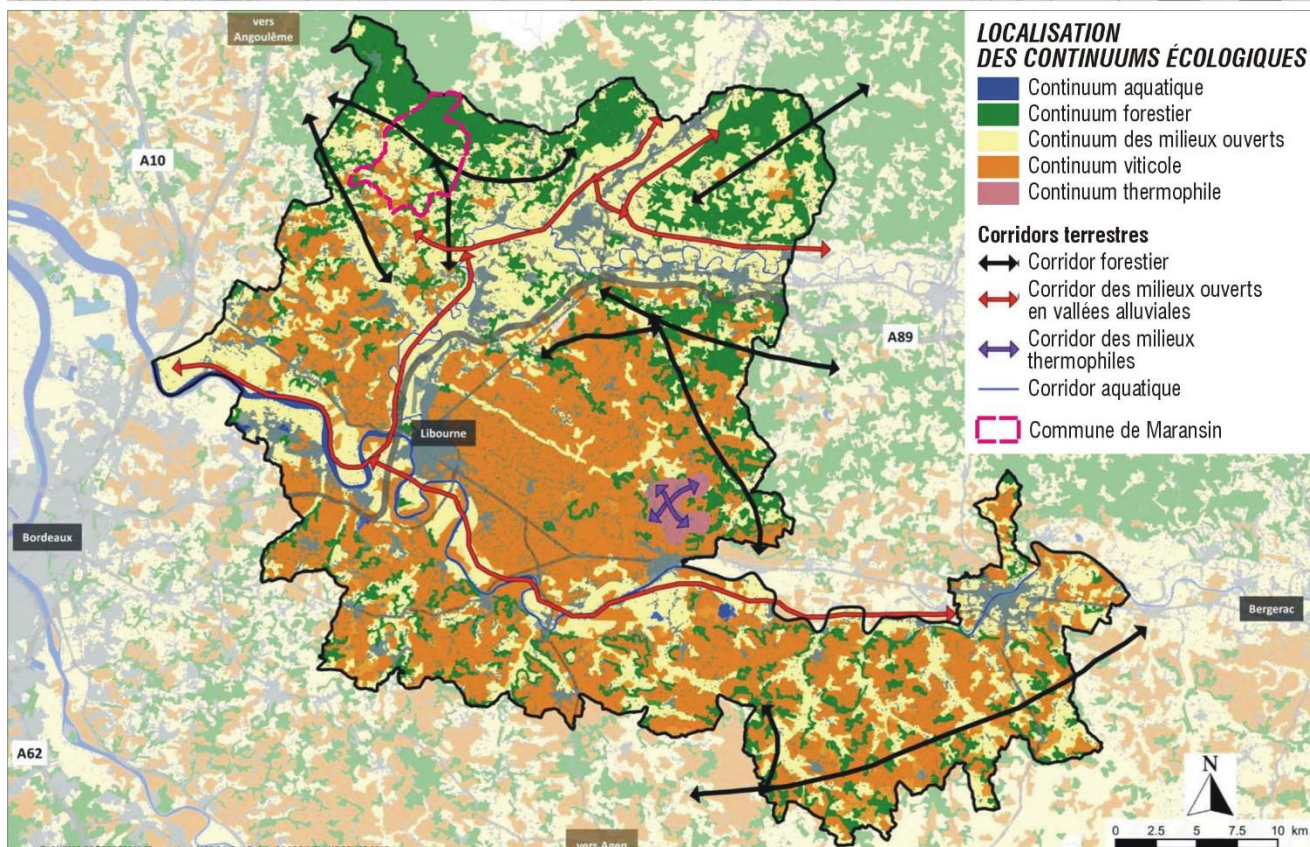 vers
Angoulême
A10
A89
Libourne
Bordeaux
Bergerac
A62
vers Agen
LOCALISATION
DES CONTINUUMS ÉCOLOGIQUES
Continuum aquatique
Continuum forestier
Continuum des milieux ouverts
Continuum viticole
Continuum thermophile
Corridors terrestres
Corridor forestier
Corridor des milieux ouverts
en vallées alluviales
Corridor des milieux
thermophiles
Corridor aquatique
Commune de Maransin
N
0 2.5 5 7.5 10 km